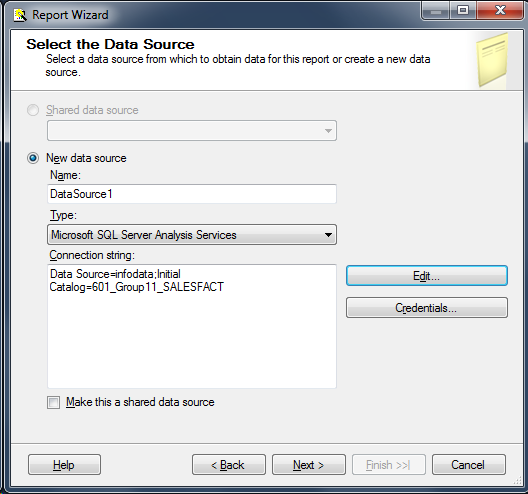 Report Wizard
Select the Data Source
Select a data source from which to obtain data for this report or create a new data
source.
Shared data source
New data source
Name:
DataSource1
Type:
Microsoft SQL Server Analysis Services
Connection string:
Data Source=infodata;Initial
Catalog=601_Group11_SALESFACT
Edit...
Credentials...
Make this a shared data source
Help
< Back
Next >
Finish >>|
Cancel